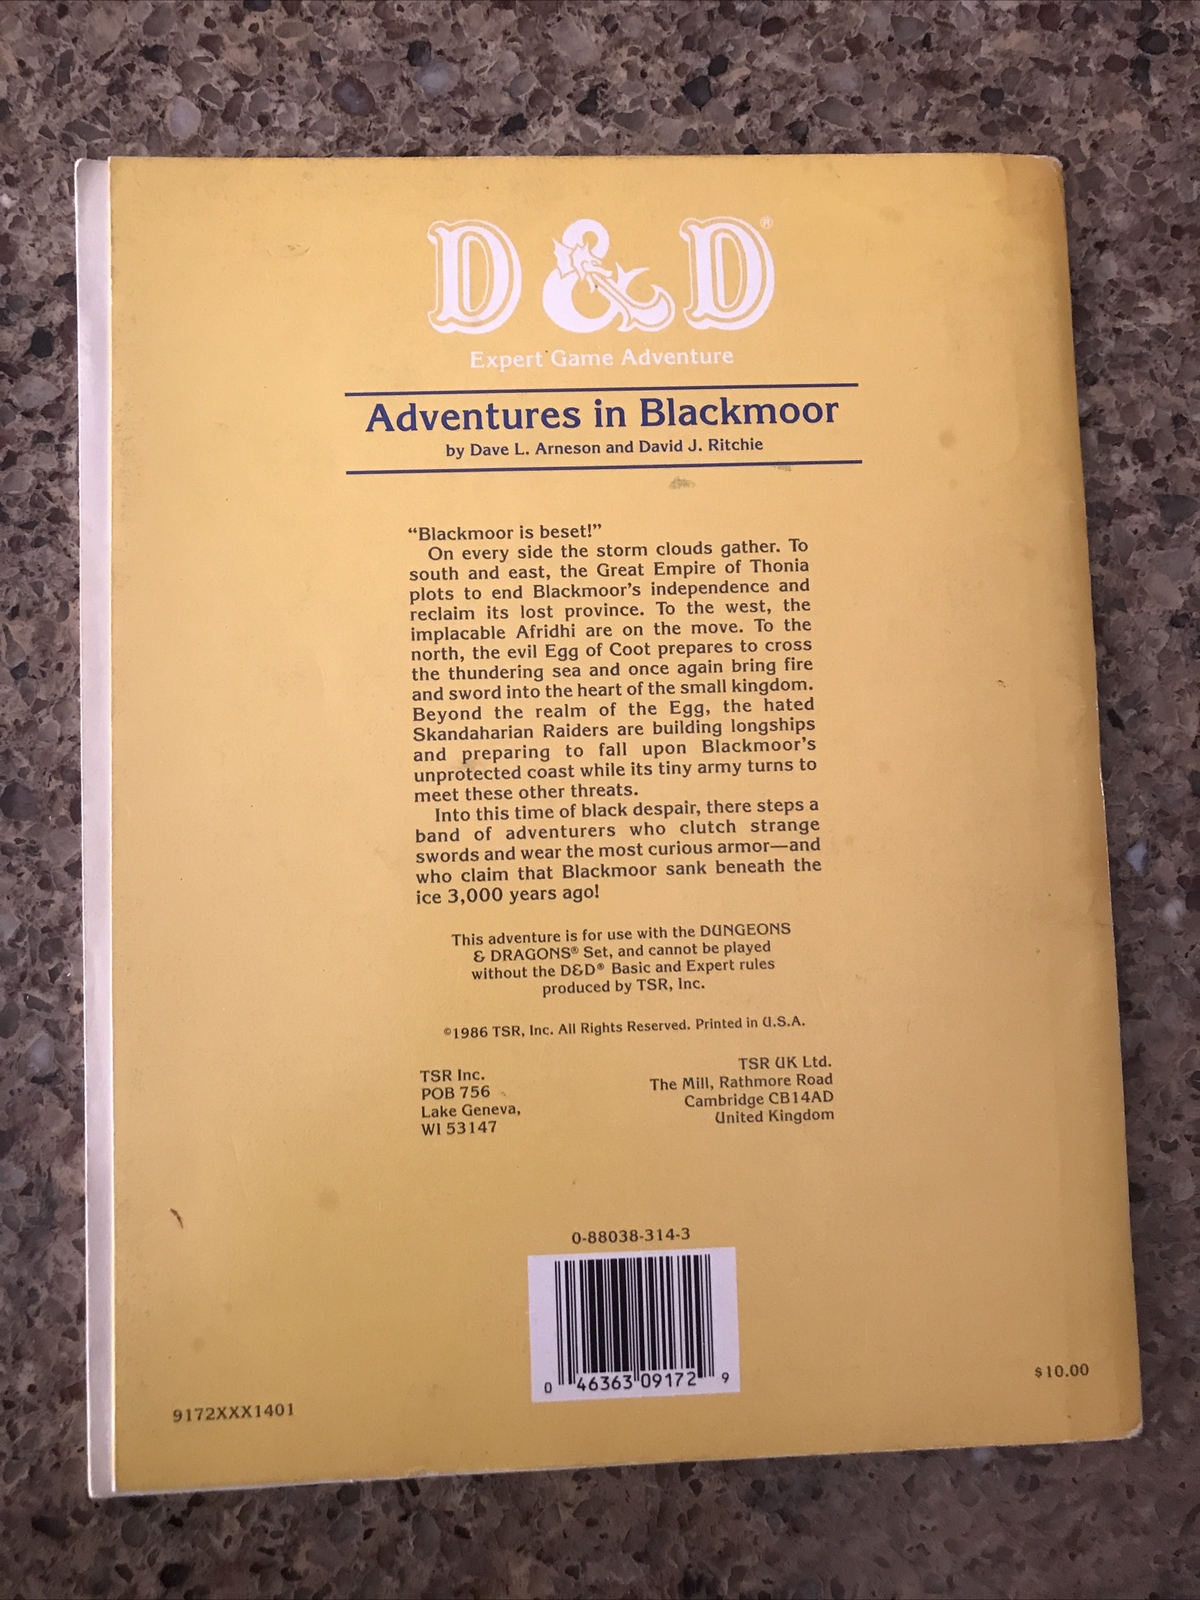 D&D®
Expert Game Adventure
Adventures in Blackmoor
by Dave L. Arneson and David J. Ritchie
“Blackmoor is beset!”
On every side the storm clouds gather. To
south and east, the Great Empire of Thonia
plots to end Blackmoor’s independence and
reclaim its lost province. To the west, the
implacable Afridhi are on the move. To the
north, the evil Egg of Coot prepares to cross
the thundering sea and once again bring fire
and sword into the heart of the small kingdom.
Beyond the realm of the Egg, the hated
Skandaharian Raiders are building longships
and preparing to fall upon Blackmoor’s
unprotected coast while its tiny army turns to
meet these other threats.
Into this time of black despair, there steps a
band of adventurers who clutch strange
swords and wear the most curious armor—and
who claim that Blackmoor sank beneath the
ice 3,000 years ago!
This adventure is for use with the DUNGEONS
& DRAGONS® Set, and cannot be played
without the D&D® Basic and Expert rules
produced by TSR, Inc.
©1986 TSR, Inc. All Rights Reserved. Printed in U.S.A.
TSR Inc.
POB 756
Lake Geneva,
WI 53147
TSR UK Ltd.
The Mill, Rathmore Road
Cambridge CB14AD
United Kingdom
0-88038-314-3
0 46363 09172 9
$10.00
9172XXX1401